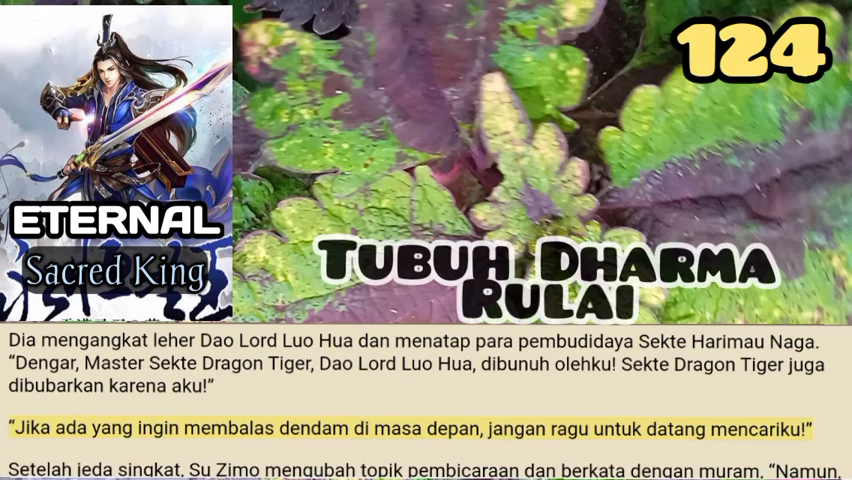 124
ETERNAL
Sacred King
TUBUH DHARMA
RULAI
Dia mengangkat leher Dao Lord Luo Hua dan menatap para pembudidaya Sekte Harimau Naga.
“Dengar, Master Sekte Dragon Tiger, Dao Lord Luo Hua, dibunuh olehku! Sekte Dragon Tiger juga
dibubarkan karena aku!”
“Jika ada yang ingin membalas dendam di masa depan, jangan ragu untuk datang mencariku!”
Setelah jeda singkat, Su Zimo mengubah topik pembicaraan dan berkata dengan muram, “Namun,